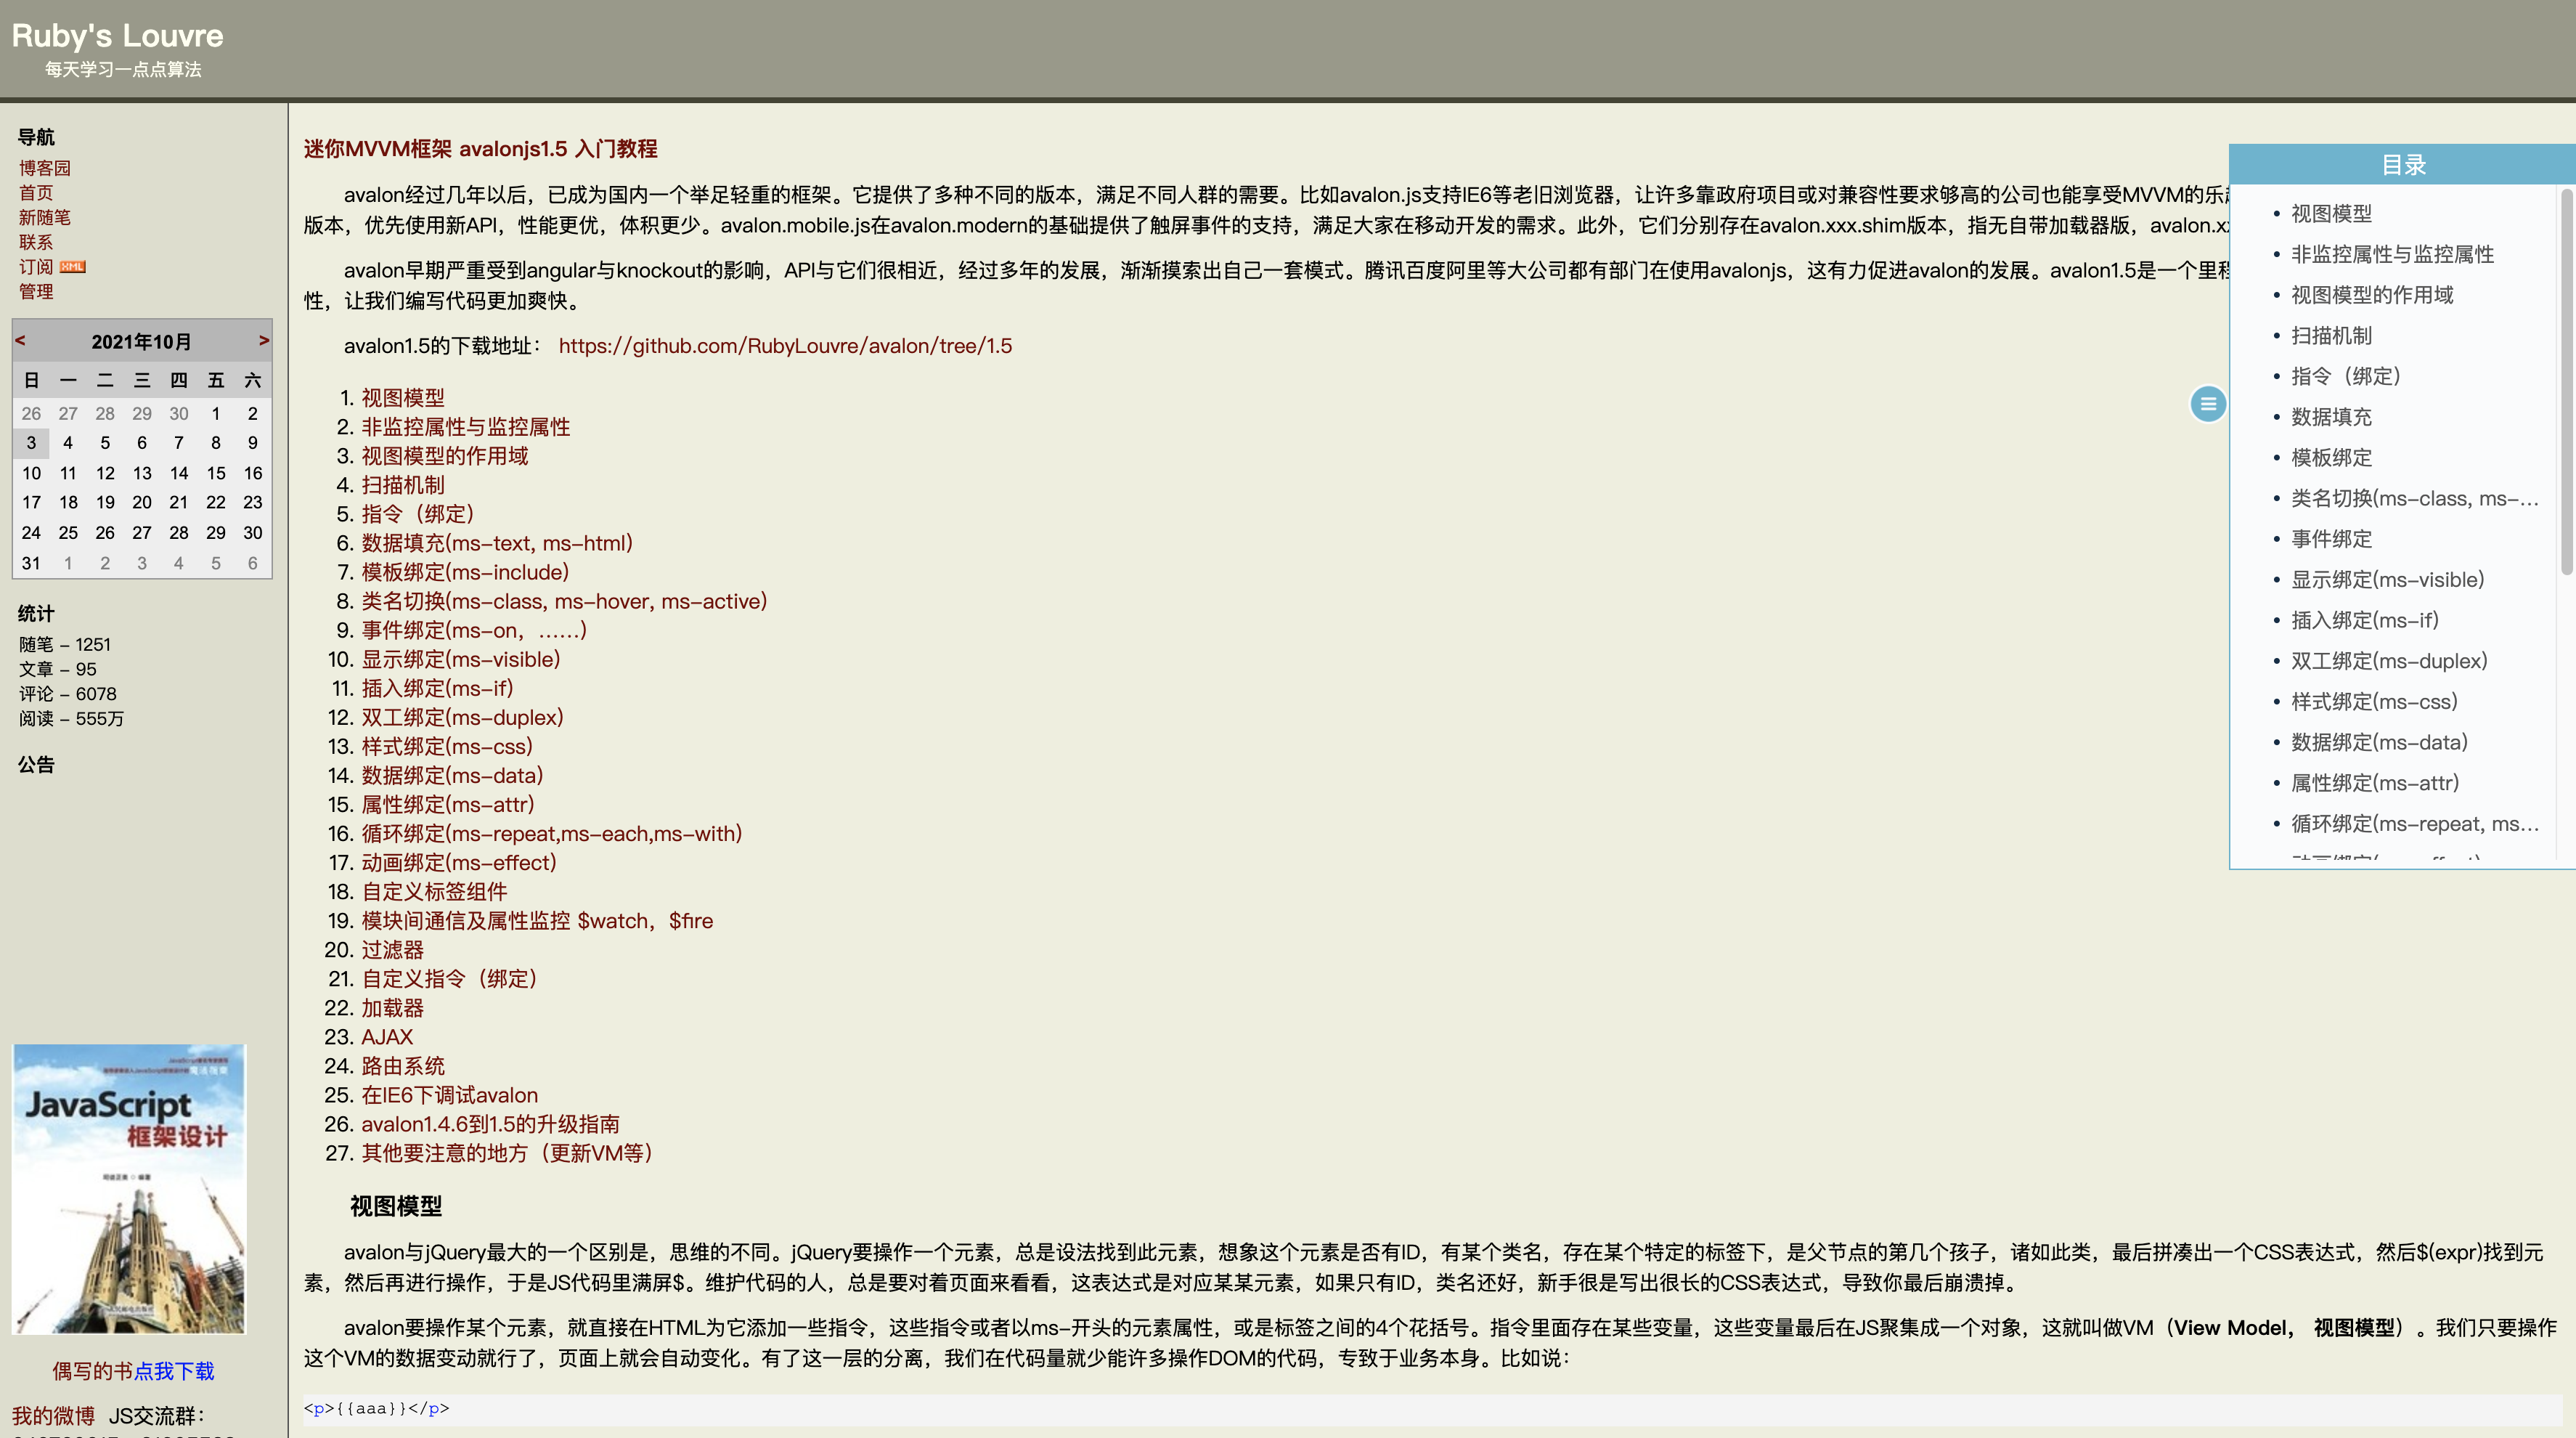 Ruby's Louvre
每天学习一点点算法
导航
博客园
首页
新随笔
联系
订阅 XML
管理
< 2021年10月 >
日 一 二 三 四 五 六
26 27 28 29 30 1 2
3 4 5 6 7 8 9
10 11 12 13 14 15 16
17 18 19 20 21 22 23
24 25 26 27 28 29 30
31 1 2 3 4 5 6
统计
随笔 - 1251
文章 - 95
评论 - 6078
阅读 - 555万
公告
JavaScript
框架设计
偶写的书点我下载
我的微博 JS交流群：
迷你MVVM框架 avalonjs1.5 入门教程
avalon经过几年以后，已成为国内一个举足轻重的框架。它提供了多种不同的版本，满足不同人群的需要。比如avalon.js支持IE6等老旧浏览器，让许多靠政府项目或对兼容性要求够高的公司也能享受MVVM的乐
版本，优先使用新API，性能更优，体积更少。avalon.mobile.js在avalon.modern的基础提供了触屏事件的支持，满足大家在移动开发的需求。此外，它们分别存在avalon.xxx.shim版本，指无自带加载器版，avalon.x
avalon早期严重受到angular与knockout的影响，API与它们很相近，经过多年的发展，渐渐摸索出自己一套模式。腾讯百度阿里等大公司都有部门在使用avalonjs，这有力促进avalon的发展。avalon1.5是一个里
性，让我们编写代码更加爽快。
avalon1.5的下载地址： https://github.com/RubyLouvre/avalon/tree/1.5
1. 视图模型
2. 非监控属性与监控属性
3. 视图模型的作用域
4. 扫描机制
5. 指令（绑定）
6. 数据填充(ms-text, ms-html)
7. 模板绑定(ms-include)
8. 类名切换(ms-class, ms-hover, ms-active)
9. 事件绑定(ms-on，……)
10. 显示绑定(ms-visible)
11. 插入绑定(ms-if)
12. 双工绑定(ms-duplex)
13. 样式绑定(ms-css)
14. 数据绑定(ms-data)
15. 属性绑定(ms-attr)
16. 循环绑定(ms-repeat,ms-each,ms-with)
17. 动画绑定(ms-effect)
18. 自定义标签组件
19. 模块间通信及属性监控 $watch，$fire
20. 过滤器
21. 自定义指令（绑定）
22. 加载器
23. AJAX
24. 路由系统
25. 在IE6下调试avalon
26. avalon1.4.6到1.5的升级指南
27. 其他要注意的地方（更新VM等）
视图模型
avalon与jQuery最大的一个区别是，思维的不同。jQuery要操作一个元素，总是设法找到此元素，想象这个元素是否有ID，有某个类名，存在某个特定的标签下，是父节点的第几个孩子，诸如此类，最后拼凑出一个CSS表达式，然后$(expr)找到元
素，然后再进行操作，于是JS代码里满屏$。维护代码的人，总是要对着页面来看看，这表达式是对应某某元素，如果只有ID，类名还好，新手很是写出很长的CSS表达式，导致你最后崩溃掉。
avalon要操作某个元素，就直接在HTML为它添加一些指令，这些指令或者以ms-开头的元素属性，或是标签之间的4个花括号。指令里面存在某些变量，这些变量最后在JS聚集成一个对象，这就叫做VM（View Model， 视图模型）。我们只要操作
这个VM的数据变动就行了，页面上就会自动变化。有了这一层的分离，我们在代码量就少能许多操作DOM的代码，专致于业务本身。比如说：
<p>{{aaa}}</p>
目录
• 视图模型
• 非监控属性与监控属性
• 视图模型的作用域
• 扫描机制
• 指令（绑定）
• 数据填充
• 模板绑定
• 类名切换(ms-class, ms-...
• 事件绑定
• 显示绑定(ms-visible)
• 插入绑定(ms-if)
• 双工绑定(ms-duplex)
• 样式绑定(ms-css)
• 数据绑定(ms-data)
• 属性绑定(ms-attr)
• 循环绑定(ms-repeat, ms...